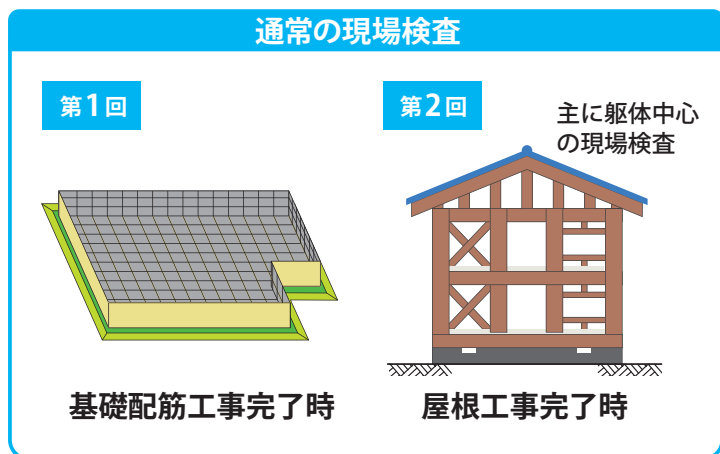 通常の現場検査
第1回
第2回
主に躯体中心
の現場検査
基礎配筋工事完了時
屋根工事完了時